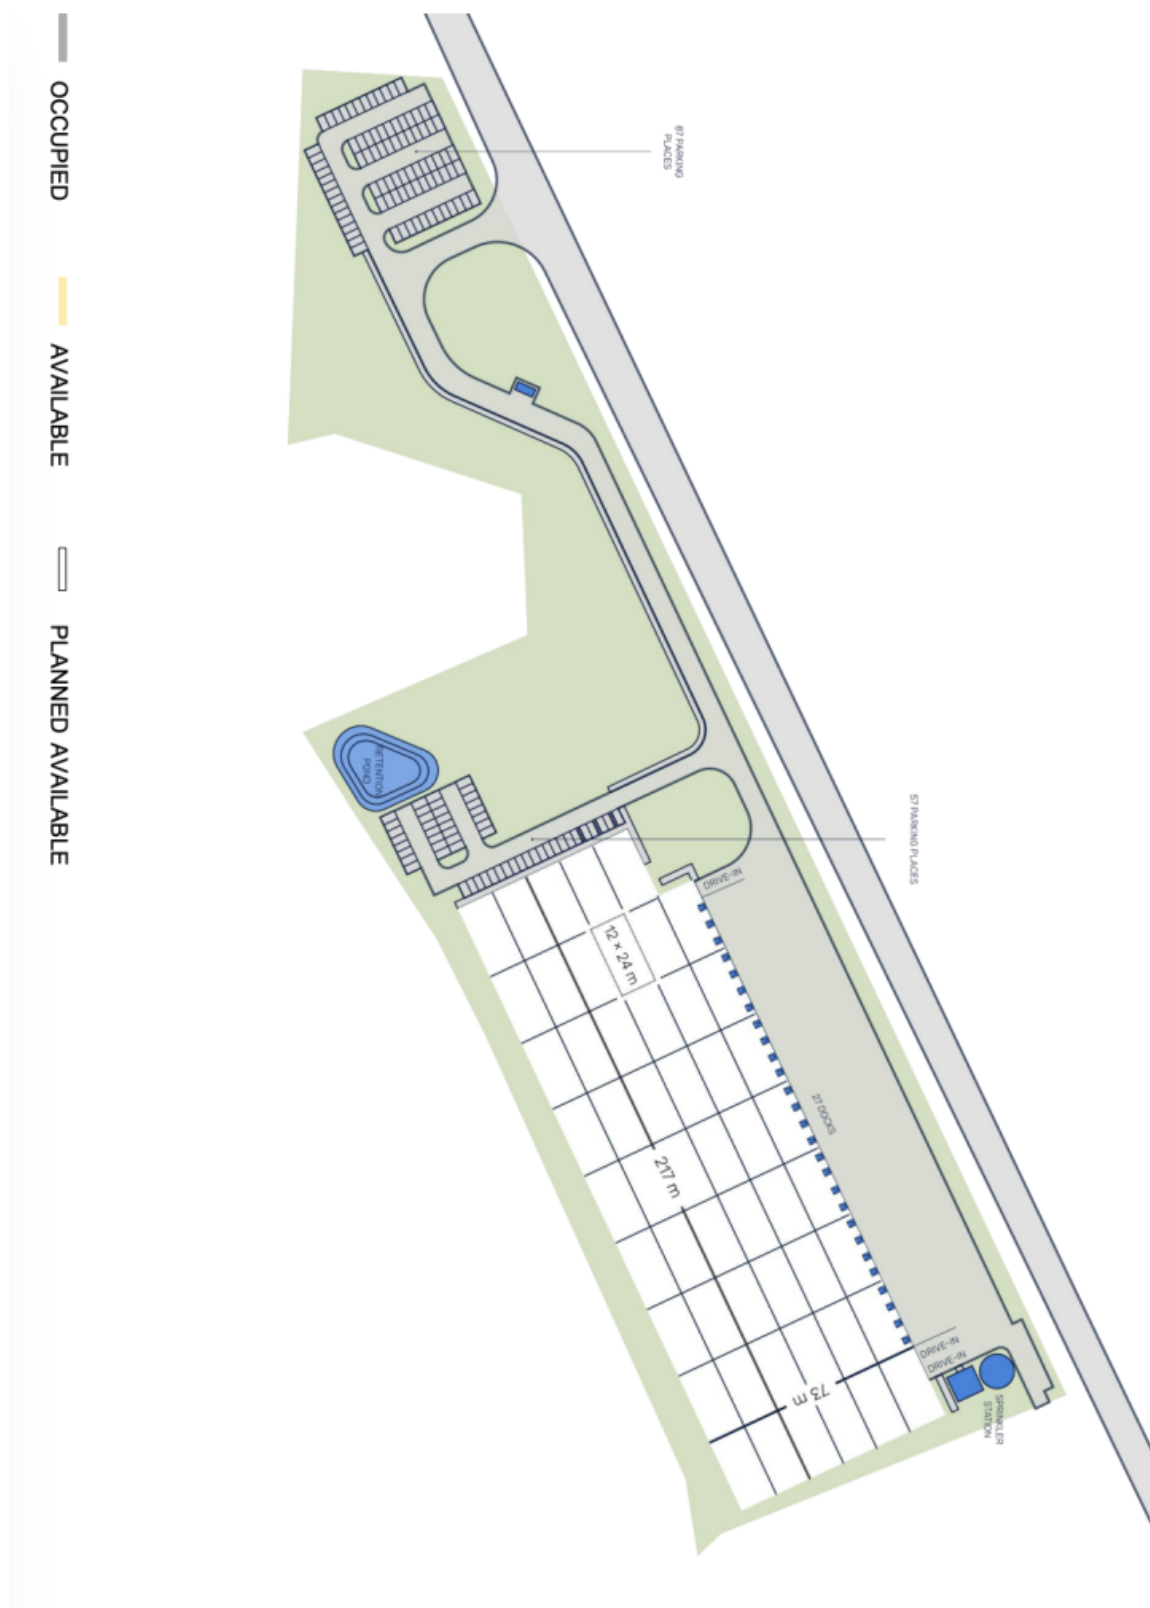 OCCUPIED
AVAILABLE
PLANNED AVAILABLE
87 PARKING
PLACES
57 PARKING PLACES
RETENTION
POND
DRIVE-IN
12 × 24 m
27 DOCKS
217 m
73 m
DRIVE-IN
DRIVE-IN
SPRINKLER
STATION